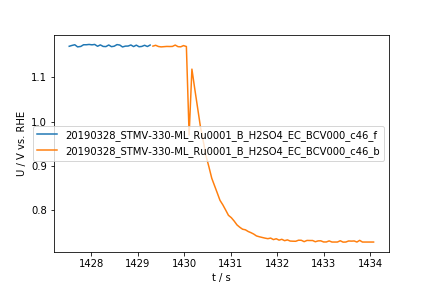 U / V vs. RHE
1.1
1.0
0.9
0.8
20190328_STMV-330-ML_Ru0001_B_H2SO4_EC_BCV000_c46_f
20190328_STMV-330-ML_Ru0001_B_H2SO4_EC_BCV000_c46_b
1428 1429 1430 1431 1432 1433 1434
t / s